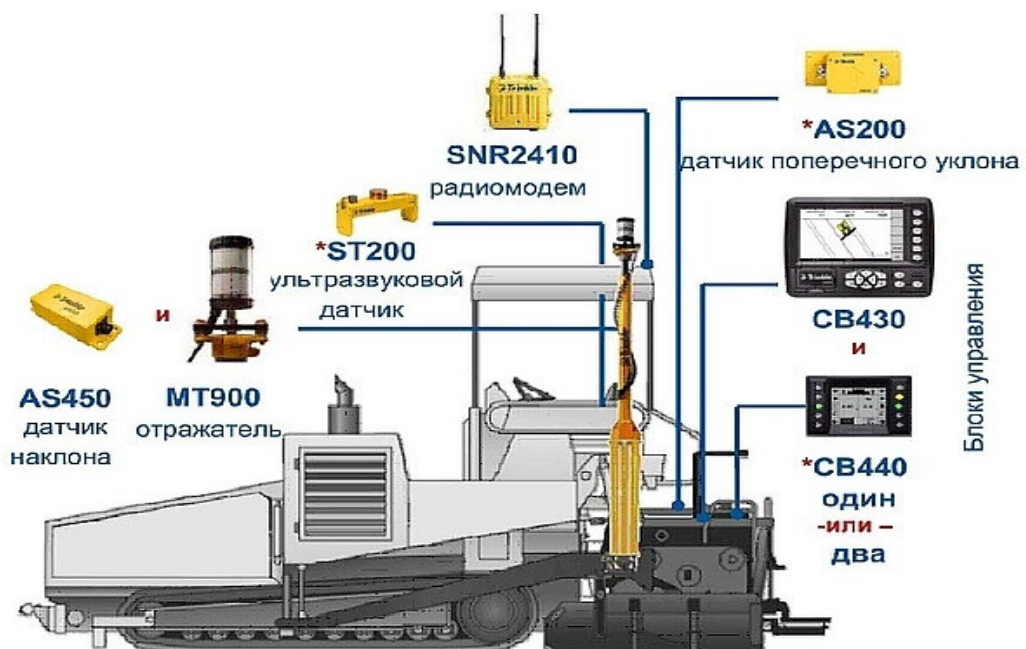 SNR2410
радиомодем
*AS200
датчик поперечного уклона
*ST200
ультразвуковой
датчик
и
AS450
датчик
наклона
MT900
отражатель
CB430
и
*CB440
один
-или –
два
Блоки управления
Trimble